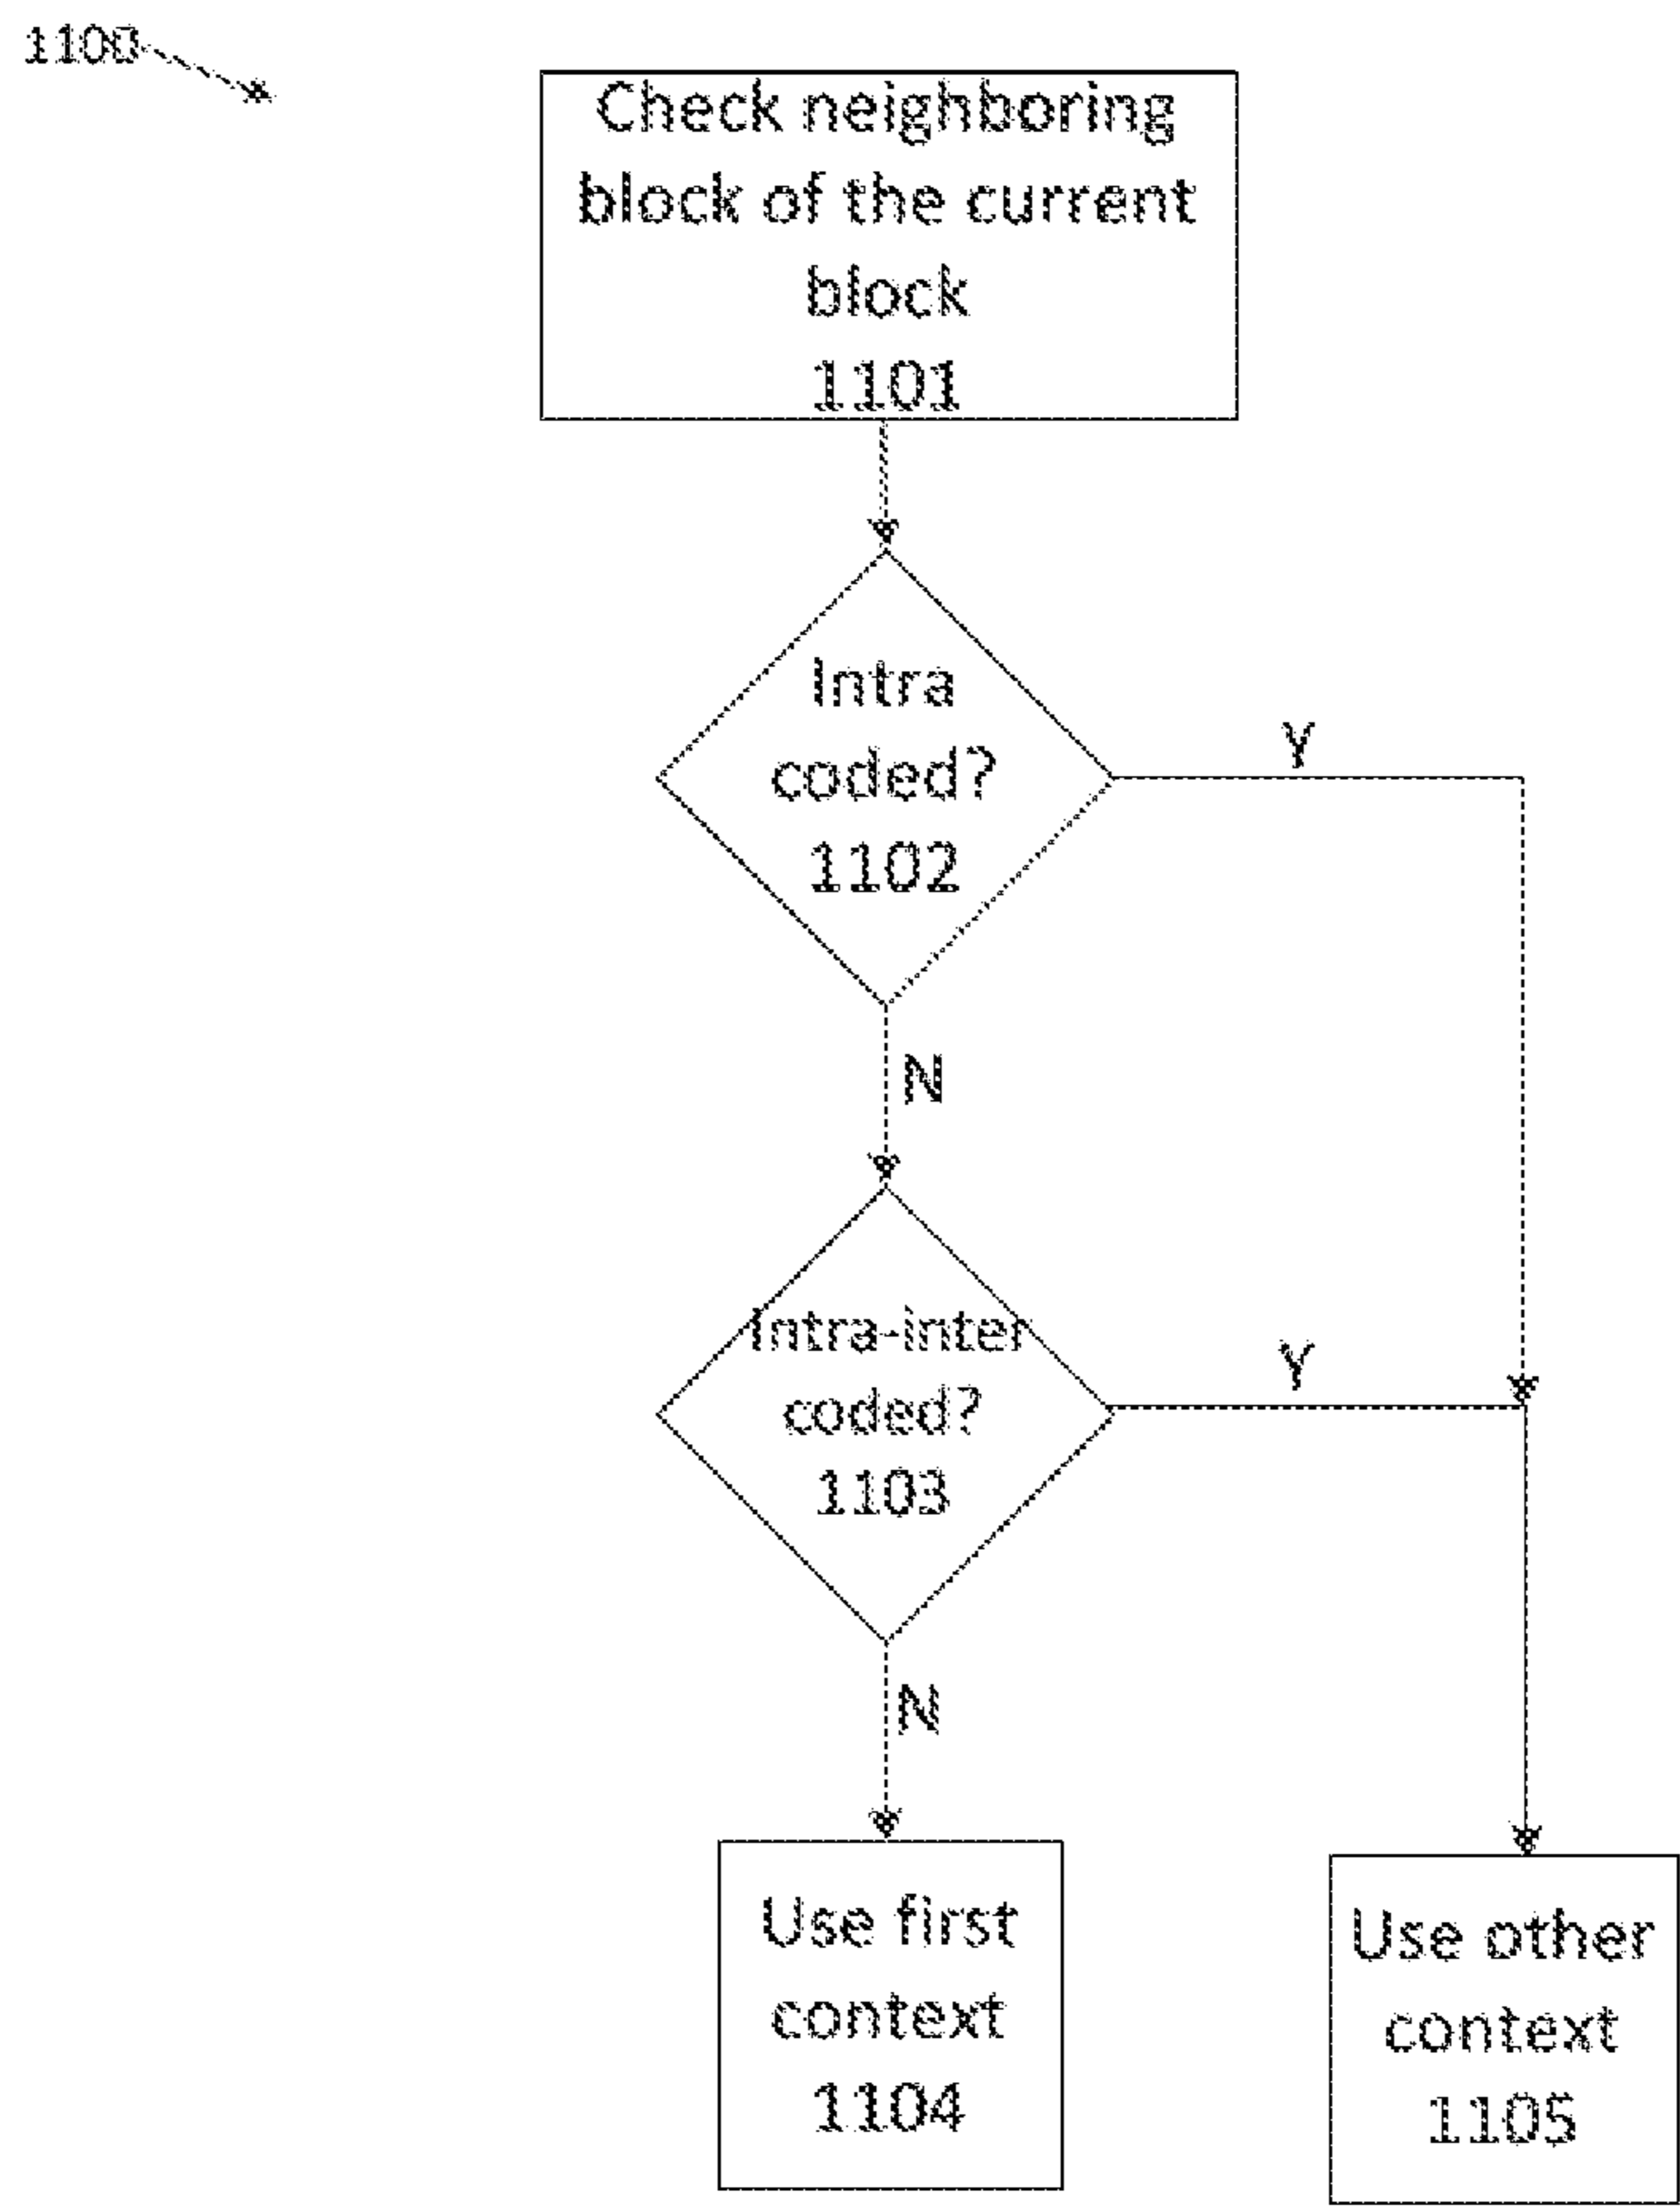 1100
Check neighboring
block of the current
block
1101
Intra
coded?
1102
Y
N
Intra-inter
coded?
1103
Y
N
Use first
context
1104
Use other
context
1105